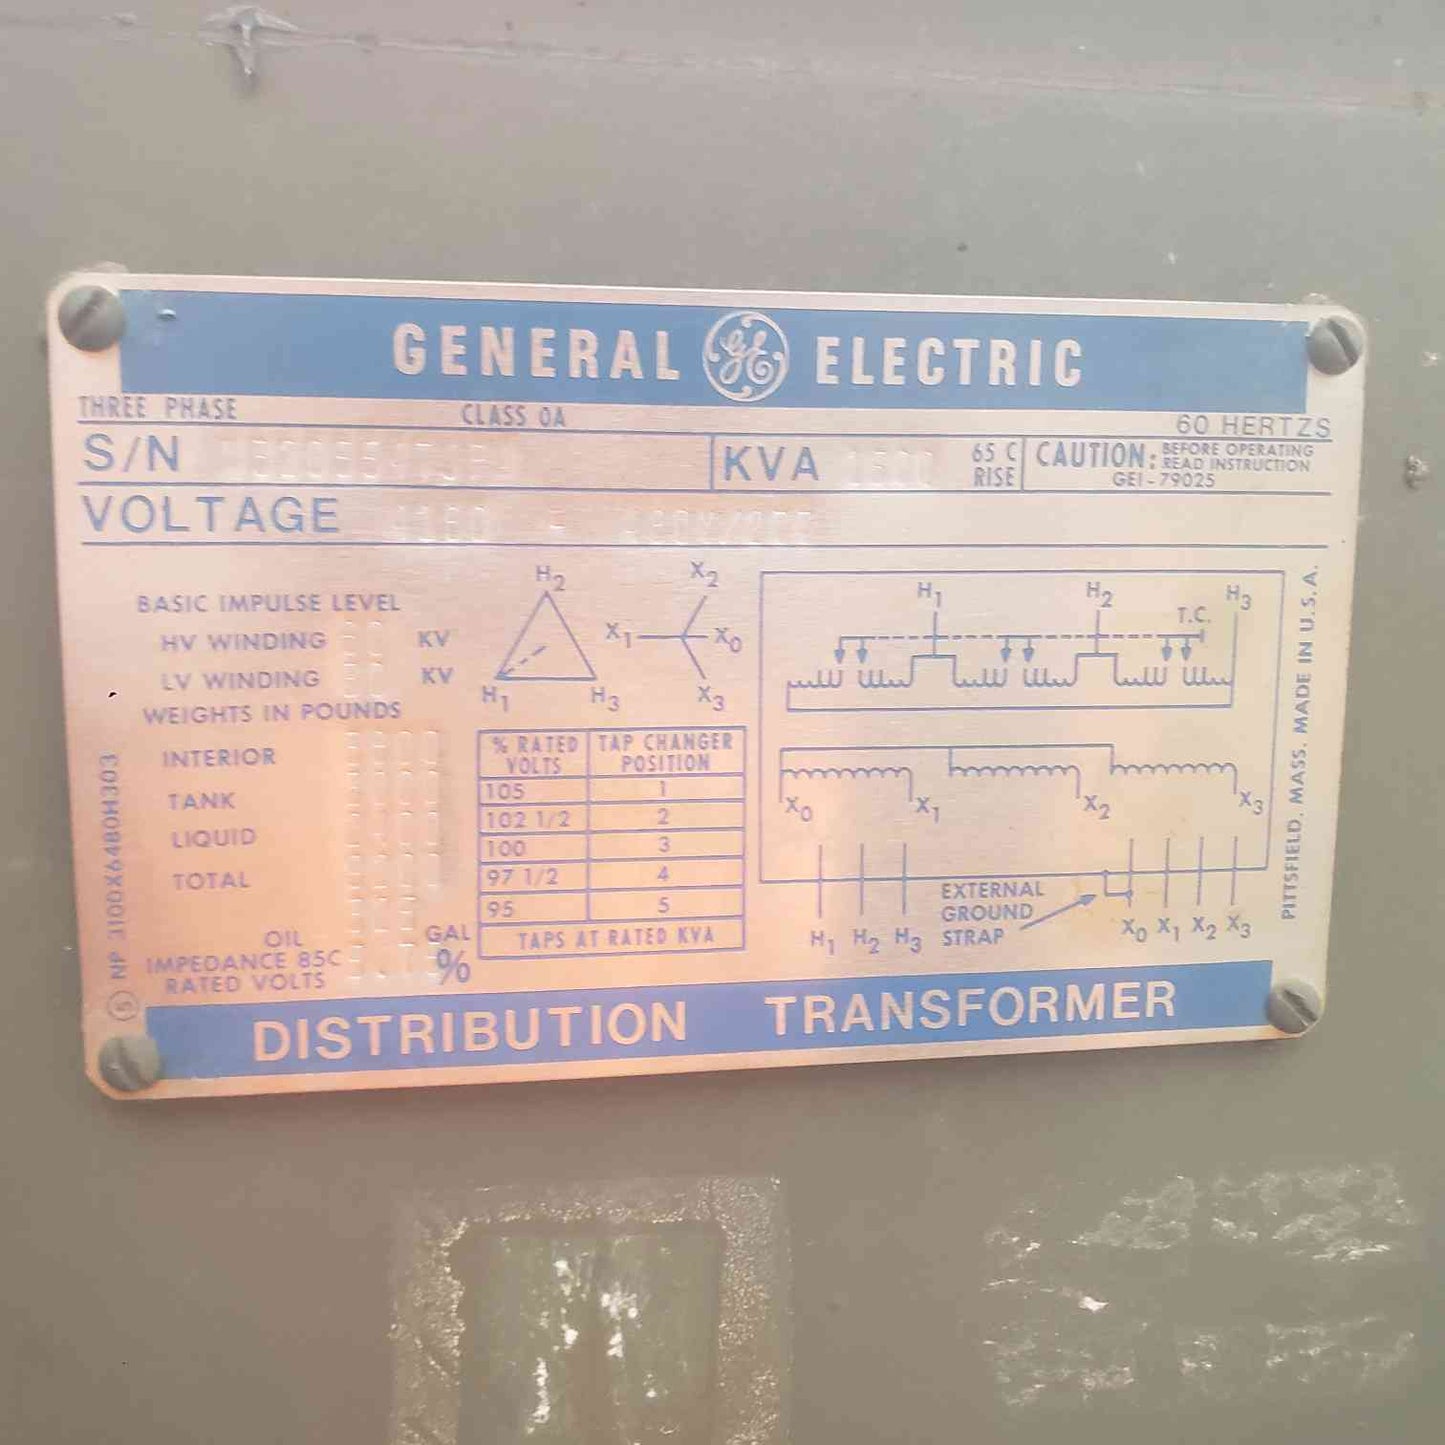 GENERAL GE ELECTRIC
THREE PHASE CLASS OA 60 HERTZS
S/N KVA 65 C RISE CAUTION: BEFORE OPERATING READ INSTRUCTION GEI-79025
VOLTAGE 4160 - 480Y/277
BASIC IMPULSE LEVEL
HV WINDING KV
LV WINDING KV
WEIGHTS IN POUNDS
INTERIOR
TANK
LIQUID
TOTAL
OIL GAL
IMPEDANCE 85C %
RATED VOLTS
H2
H1 H3
X2
X1 X0
X3
% RATED VOLTS TAP CHANGER POSITION
105 1
102 1/2 2
100 3
97 1/2 4
95 5
TAPS AT RATED KVA
H1 H2 H3
T.C.
X0 X1 X2 X3
EXTERNAL
GROUND
STRAP
H1 H2 H3 X0 X1 X2 X3
PITTSFIELD, MASS. MADE IN U.S.A.
NP 3100X6480H303
DISTRIBUTION TRANSFORMER